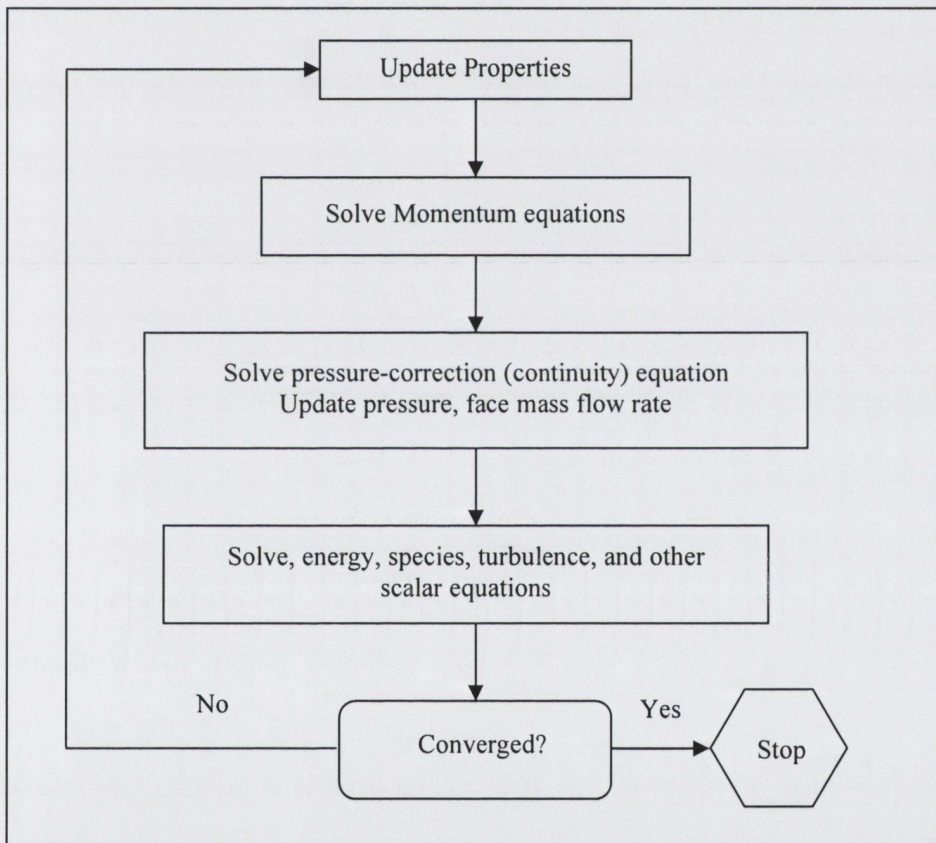 Update Properties
Solve Momentum equations
Solve pressure-correction (continuity) equation
Update pressure, face mass flow rate
Solve, energy, species, turbulence, and other
scalar equations
No
Converged?
Yes
Stop